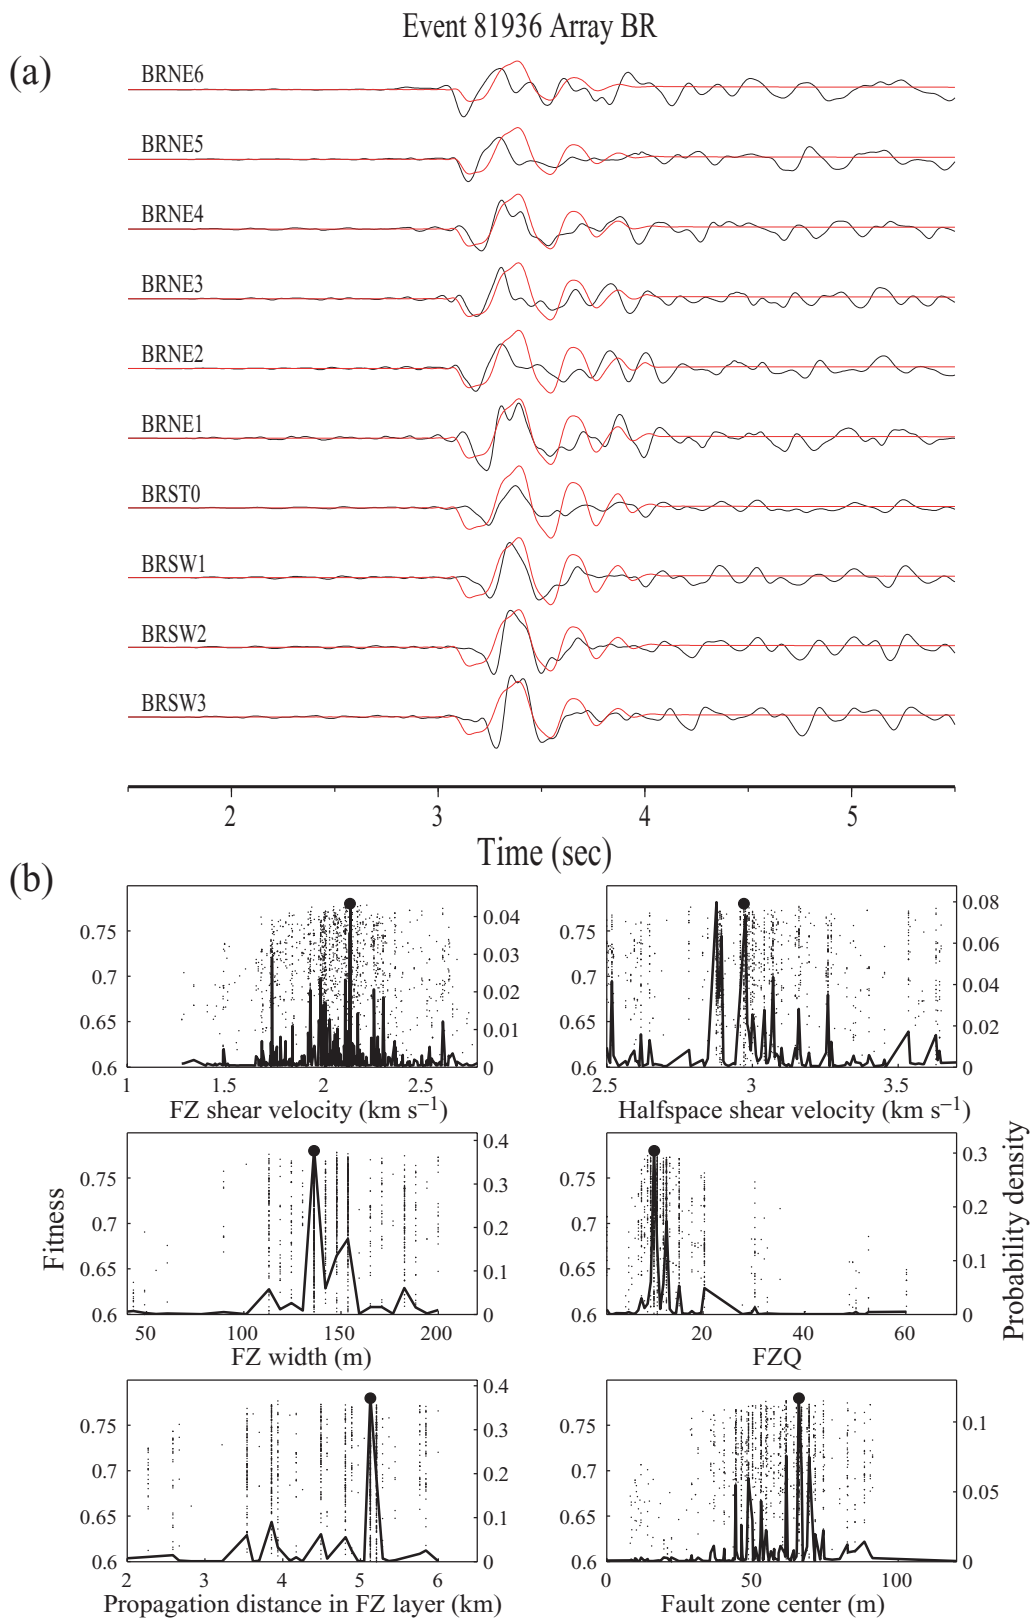 Event 81936 Array BR
(a)
BRNE6
BRNE5
BRNE4
BRNE3
BRNE2
BRNE1
BRST0
BRSW1
BRSW2
BRSW3
2 3 4 5
Time (sec)
(b)
0.75 0.7 0.65 0.6
0.04 0.03 0.02 0.01 0
1 1.5 2 2.5
FZ shear velocity (km s⁻¹)
0.75 0.7 0.65 0.6
0.08 0.06 0.04 0.02 0
2.5 3 3.5
Halfspace shear velocity (km s⁻¹)
Fitness
0.75 0.7 0.65 0.6
0.4 0.3 0.2 0.1 0
50 100 150 200
FZ width (m)
0.75 0.7 0.65 0.6
0.3 0.2 0.1 0
20 40 60
FZQ
Probability density
0.75 0.7 0.65 0.6
0.4 0.3 0.2 0.1 0
2 3 4 5 6
Propagation distance in FZ layer (km)
0.75 0.7 0.65 0.6
0.1 0.05 0
0 50 100
Fault zone center (m)